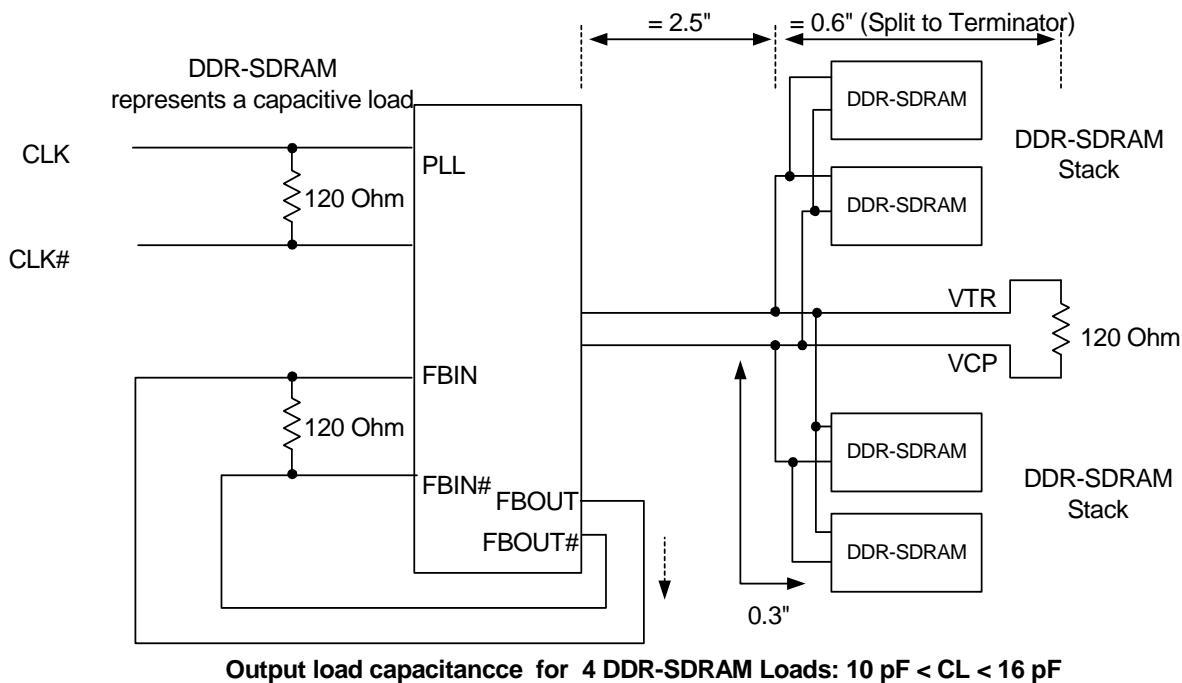 = 2.5"
= 0.6" (Split to Terminator)
DDR-SDRAM
represents a capacitive load
DDR-SDRAM
DDR-SDRAM
Stack
CLK
PLL
120 Ohm
DDR-SDRAM
CLK#
VTR
120 Ohm
VCP
FBIN
120 Ohm
DDR-SDRAM
FBIN#
FBOUT
DDR-SDRAM
Stack
FBOUT#
DDR-SDRAM
0.3"
Output load capacitancce for 4 DDR-SDRAM Loads: 10 pF < CL < 16 pF